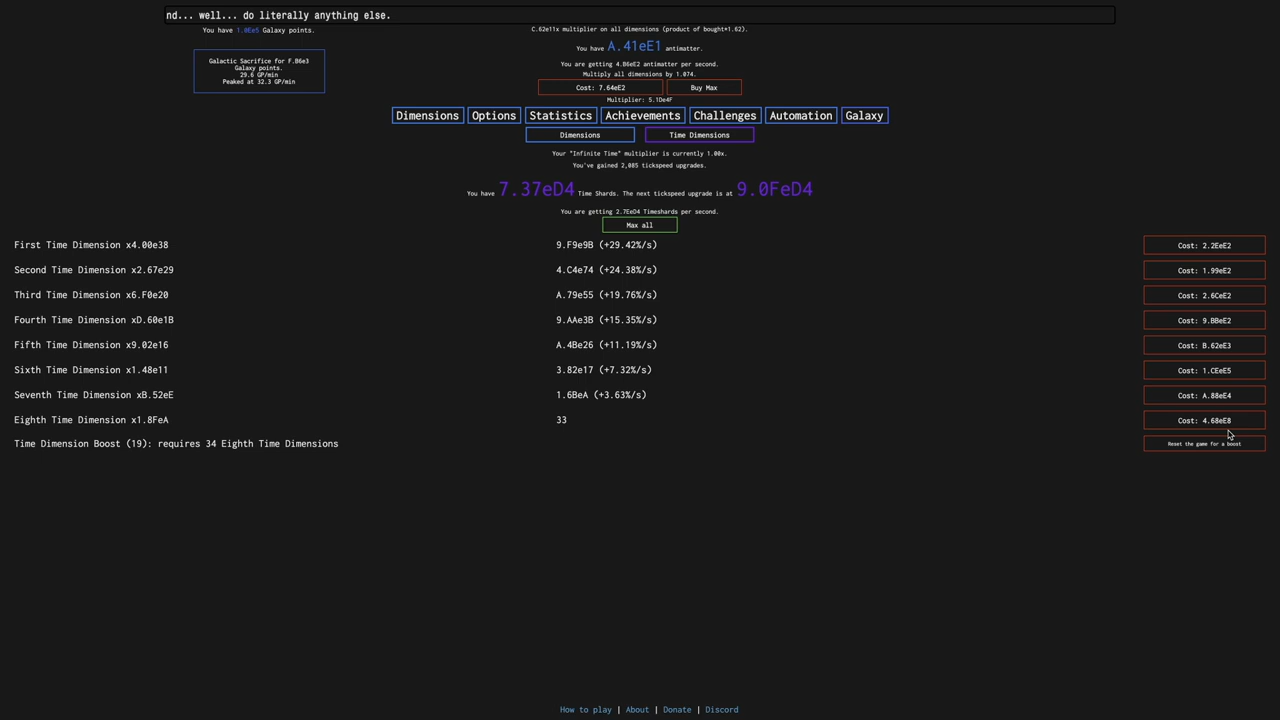 nd... well... do literally anything else.
You have 1.0Ee5 Galaxy points.
C.62e11x multiplier on all dimensions (product of bought+1.62).
You have A.41eE1 antimatter.
Galactic Sacrifice for F.B6e3
Galaxy points.
29.6 GP/min
Peaked at 32.3 GP/min
You are getting 4.B6eE2 antimatter per second.
Multiply all dimensions by 1.074.
Cost: 7.64eE2
Buy Max
Multiplier: 5.1De4F
Dimensions
Options
Statistics
Achievements
Challenges
Automation
Galaxy
Dimensions
Time Dimensions
Your "Infinite Time" multiplier is currently 1.00x.
You've gained 2,085 tickspeed upgrades.
You have 7.37eD4 Time Shards. The next tickspeed upgrade is at 9.0FeD4
You are getting 2.7EeD4 Timeshards per second.
Max all
First Time Dimension x4.00e38 9.F9e9B (+29.42%/s) Cost: 2.2EeE2
Second Time Dimension x2.67e29 4.C4e74 (+24.38%/s) Cost: 1.99eE2
Third Time Dimension x6.F0e20 A.79e55 (+19.76%/s) Cost: 2.6CeE2
Fourth Time Dimension xD.60e1B 9.AAe3B (+15.35%/s) Cost: 9.BBeE2
Fifth Time Dimension x9.02e16 A.4Be26 (+11.19%/s) Cost: B.62eE3
Sixth Time Dimension x1.48e11 3.82e17 (+7.32%/s) Cost: 1.CEeE5
Seventh Time Dimension xB.52eE 1.6BeA (+3.63%/s) Cost: A.88eE4
Eighth Time Dimension x1.8FeA 33 Cost: 4.68eE8
Time Dimension Boost (19): requires 34 Eighth Time Dimensions Reset the game for a boost
How to play | About | Donate | Discord